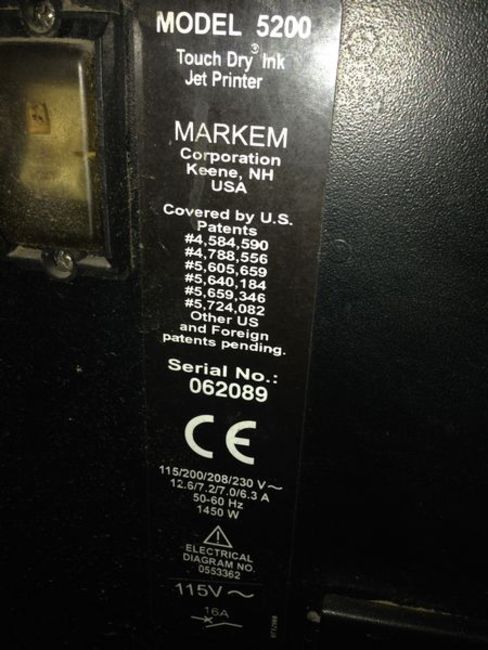 MODEL 5200
Touch Dry® Ink
Jet Printer
MARKEM
Corporation
Keene, NH
USA
Covered by U.S.
Patents
#4,584,590
#4,788,556
#5,605,659
#5,640,184
#5,659,346
#5,724,082
Other US
and Foreign
patents pending.
Serial No.:
062089
CE
115/200/208/230 V~
12.6/7.2/7.0/6.3 A
50-60 Hz
1450 W
ELECTRICAL
DIAGRAM NO.
0553362
115V~
16A